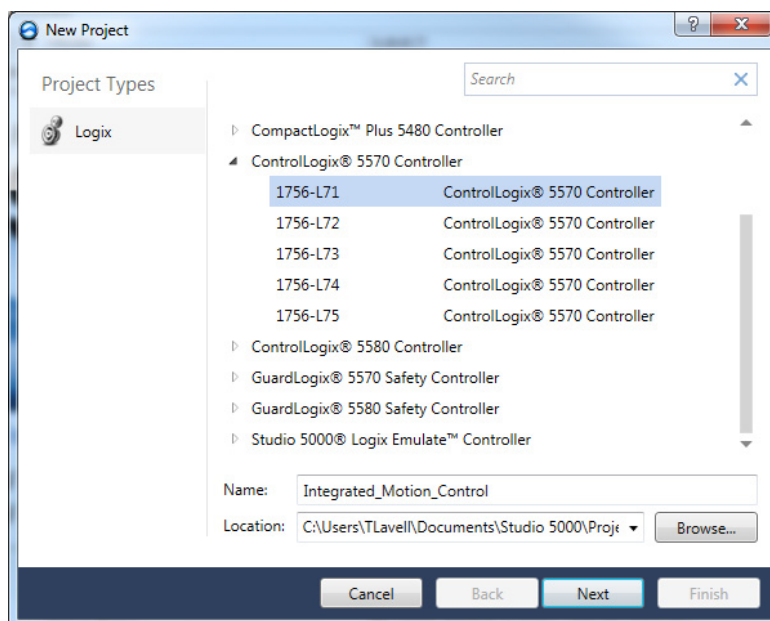 New Project
Project Types
Search
Logix
CompactLogix™ Plus 5480 Controller
ControlLogix® 5570 Controller
1756-L71 ControlLogix® 5570 Controller
1756-L72 ControlLogix® 5570 Controller
1756-L73 ControlLogix® 5570 Controller
1756-L74 ControlLogix® 5570 Controller
1756-L75 ControlLogix® 5570 Controller
ControlLogix® 5580 Controller
GuardLogix® 5570 Safety Controller
GuardLogix® 5580 Safety Controller
Studio 5000® Logix Emulate™ Controller
Name: Integrated_Motion_Control
Location: C:\Users\TLavell\Documents\Studio 5000\Proje Browse...
Cancel Back Next Finish